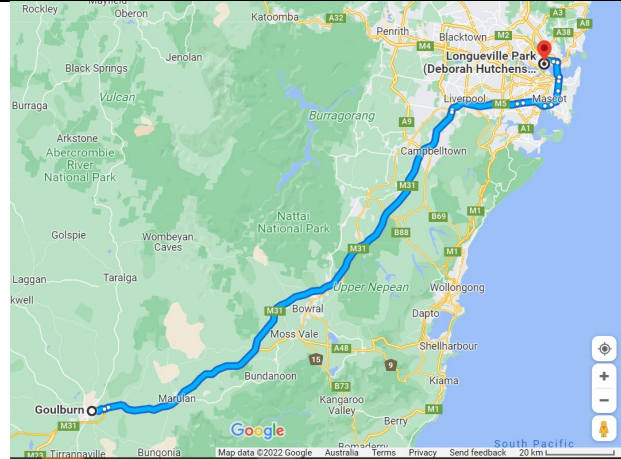 Mayfield
Rockley
Oberon
Katoomba
A32
Penrith
M4
Blacktown
M2
A3
A8
A38
Longueville Park
(Deborah Hutchens...
Black Springs
Jenolan
Vulcan
Burraga
Burragorang
Liverpool
M5
Mascot
A9
A1
Arkstone
Abercrombie
River
National Park
Campbelltown
M31
Nattai
National Park
B69
M1
B88
Golspie
Wombeyan
Caves
M31
M1
Laggan
Taralga
kwell
Upper Nepean
Wollongong
M31
Bowral
Dapto
Moss Vale
A48
Shellharbour
15
9
Bundanoon
B73
Kiama
Marulan
Kangaroo
Valley
Goulburn
M31
M1
Berry
Google
South Pacific
M23
Tirrannaville
Bungonia
Bomaderry
Map data ©2022 Google
Australia
Terms
Privacy
Send feedback
20 km